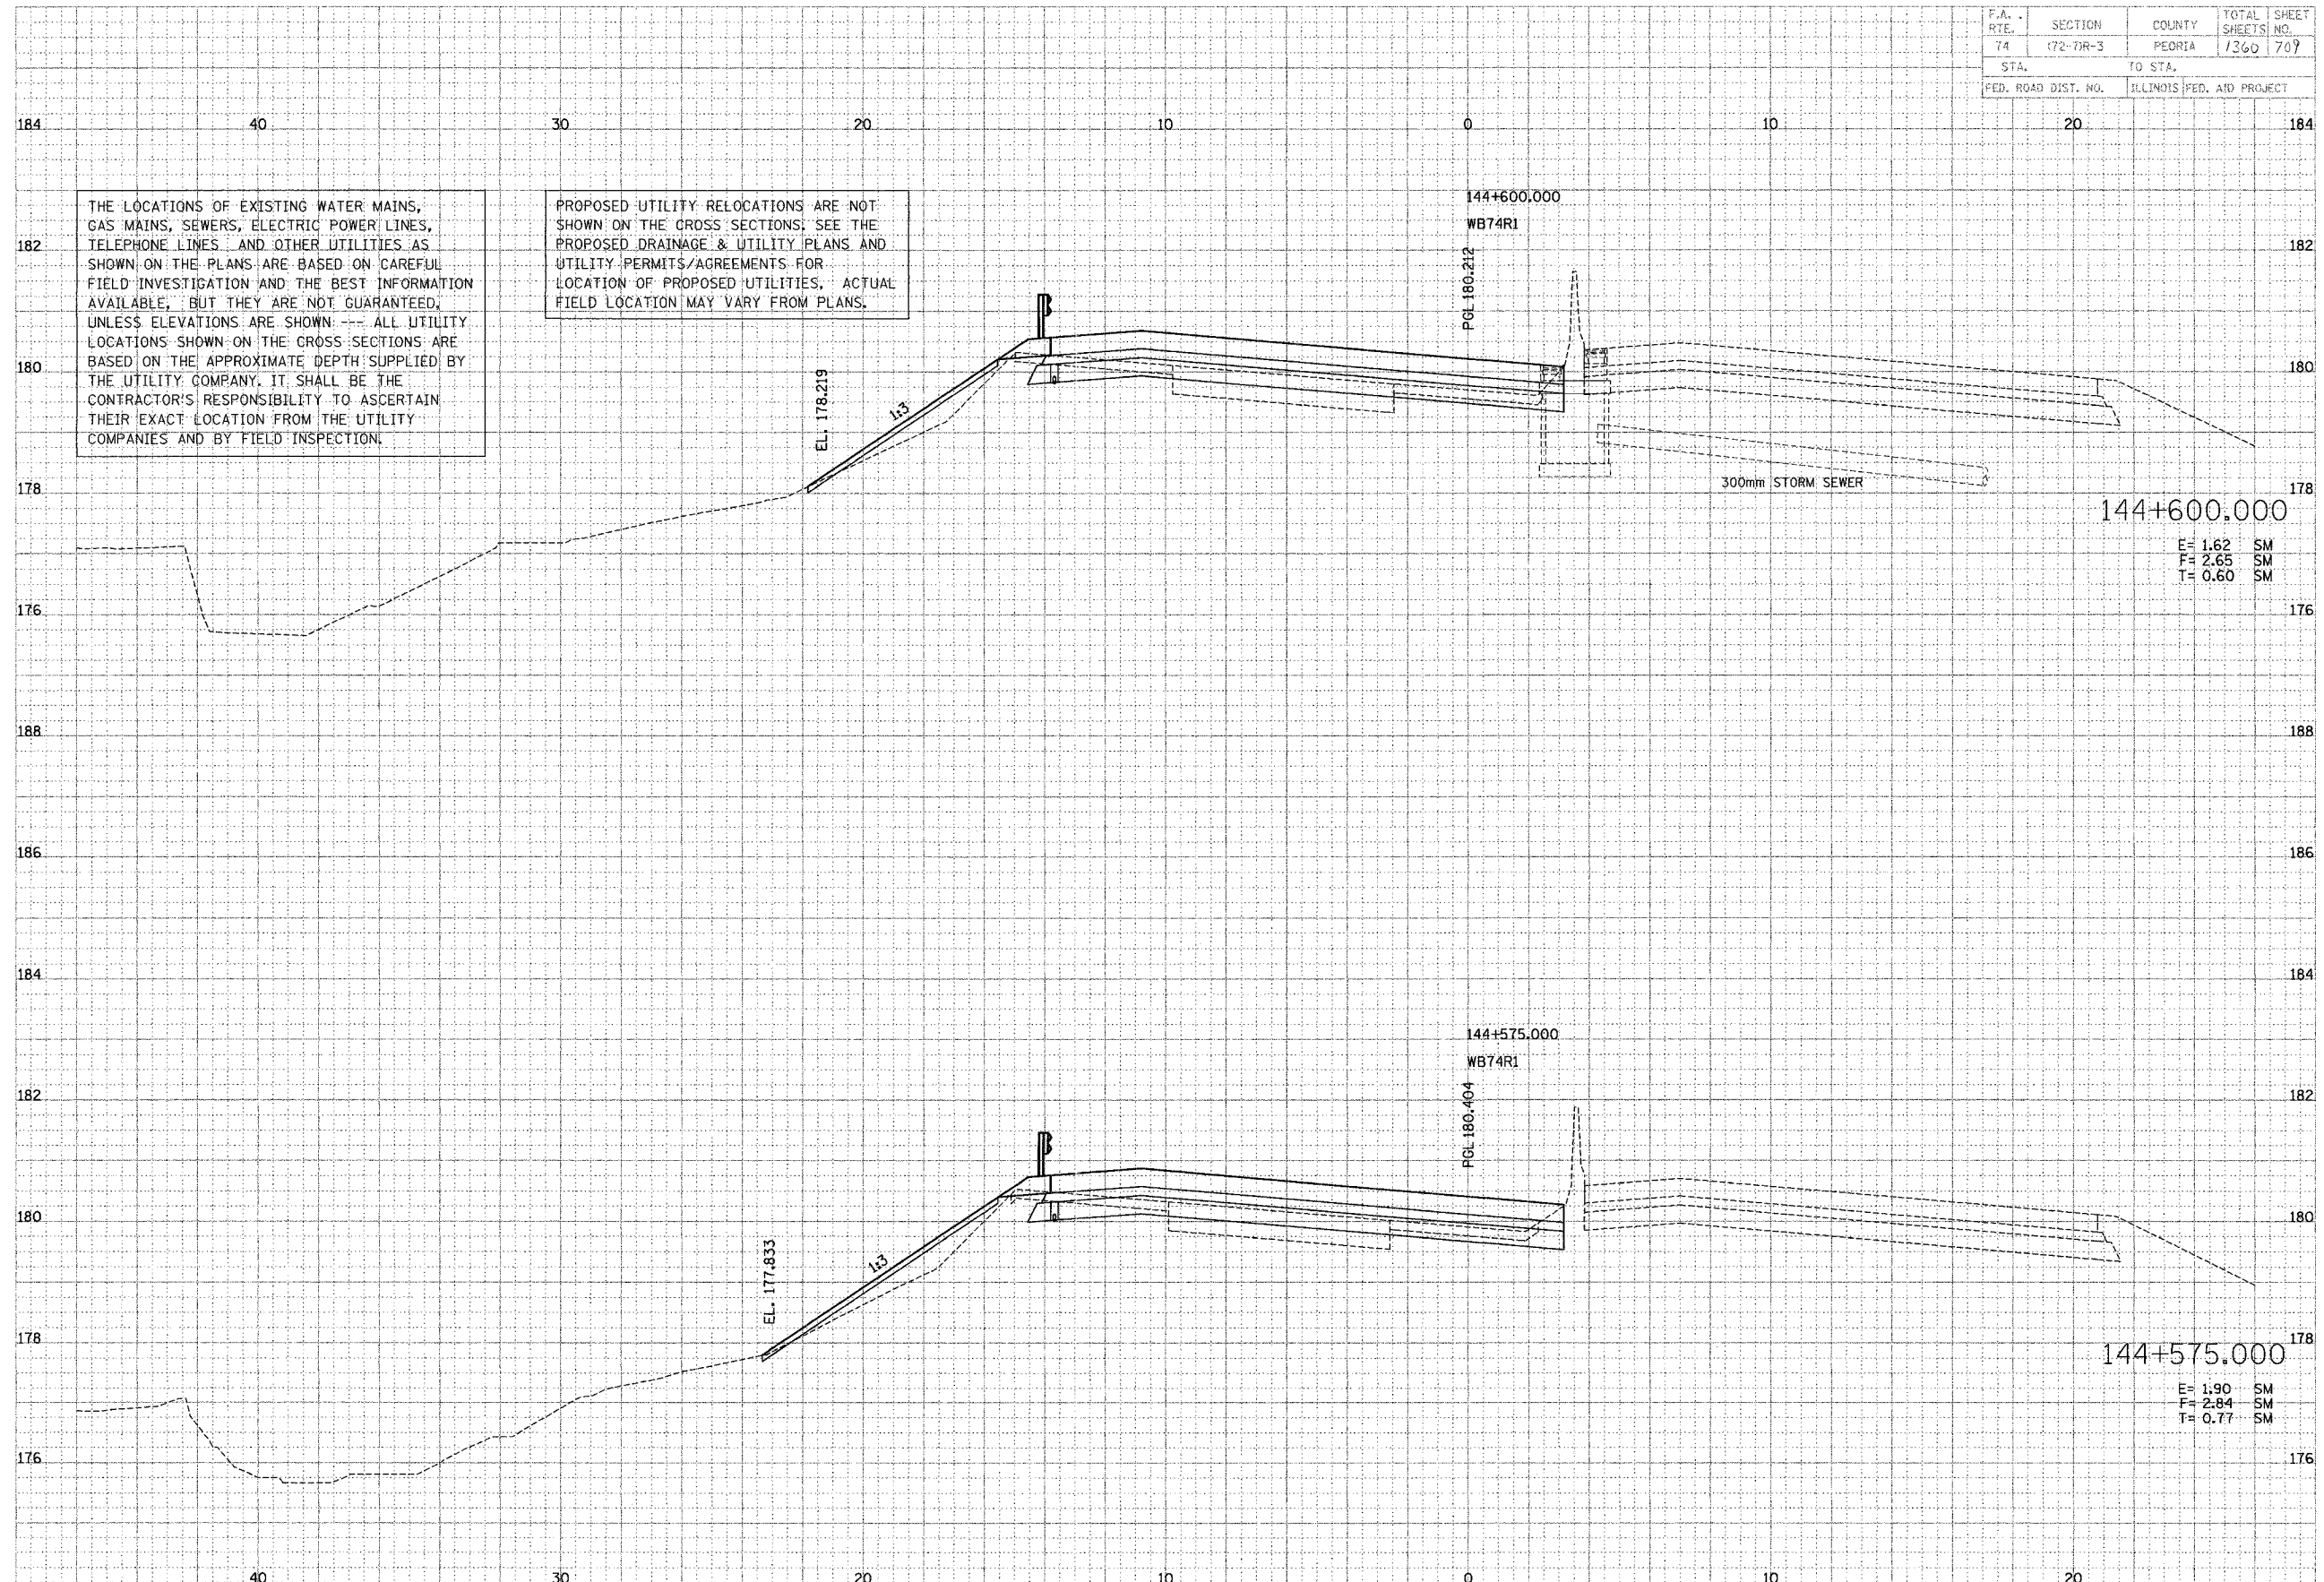 F.A. RTE. SECTION COUNTY TOTAL SHEETS SHEET NO.
74 (72-7)R-3 PEORIA 1360 709
STA. TO STA.
FED. ROAD DIST. NO. ILLINOIS FED. AID PROJECT
184 40 30 20 10 0 10 20 184
THE LOCATIONS OF EXISTING WATER MAINS,
GAS MAINS, SEWERS, ELECTRIC POWER LINES,
TELEPHONE LINES AND OTHER UTILITIES AS
SHOWN ON THE PLANS ARE BASED ON CAREFUL
FIELD INVESTIGATION AND THE BEST INFORMATION
AVAILABLE, BUT THEY ARE NOT GUARANTEED,
UNLESS ELEVATIONS ARE SHOWN --- ALL UTILITY
LOCATIONS SHOWN ON THE CROSS SECTIONS ARE
BASED ON THE APPROXIMATE DEPTH SUPPLIED BY
THE UTILITY COMPANY. IT SHALL BE THE
CONTRACTOR'S RESPONSIBILITY TO ASCERTAIN
THEIR EXACT LOCATION FROM THE UTILITY
COMPANIES AND BY FIELD INSPECTION.
PROPOSED UTILITY RELOCATIONS ARE NOT
SHOWN ON THE CROSS SECTIONS. SEE THE
PROPOSED DRAINAGE & UTILITY PLANS AND
UTILITY PERMITS/AGREEMENTS FOR
LOCATION OF PROPOSED UTILITIES. ACTUAL
FIELD LOCATION MAY VARY FROM PLANS.
144+600.000
WB74R1
PGL 180.212
182 182
180 180
EL. 178.219
1:3
178 178
300mm STORM SEWER
144+600.000
E= 1.62 SM
F= 2.65 SM
T= 0.60 SM
176 176
188 188
186 186
184 184
144+575.000
WB74R1
PGL 180.404
182 182
180 180
EL. 177.833
1:3
178 178
144+575.000
E= 1.90 SM
F= 2.84 SM
T= 0.77 SM
176 176
40 30 20 10 0 10 20